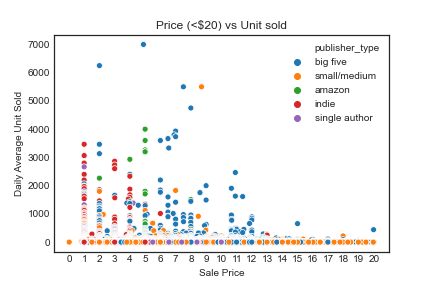 Price (<$20) vs Unit sold
publisher_type
big five
small/medium
amazon
indie
single author
Daily Average Unit Sold
7000
6000
5000
4000
3000
2000
1000
0
0 1 2 3 4 5 6 7 8 9 10 11 12 13 14 15 16 17 18 19 20
Sale Price